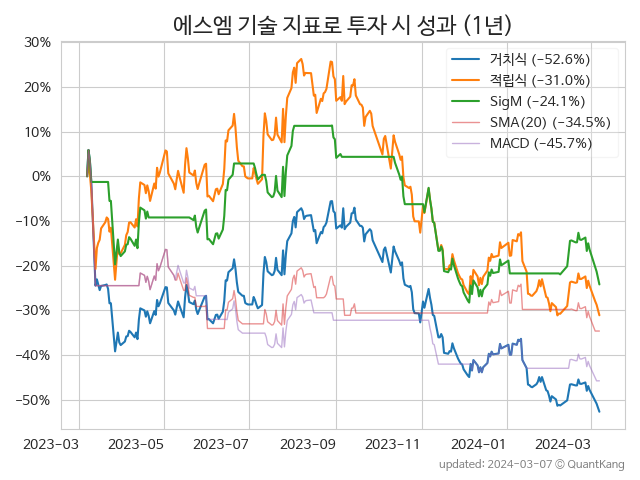 에스엠 기술 지표로 투자 시 성과 (1년)
30%
20%
10%
0%
−10%
−20%
−30%
−40%
−50%
거치식 (−52.6%)
적립식 (−31.0%)
SigM (−24.1%)
SMA(20) (−34.5%)
MACD (−45.7%)
2023-03
2023-05
2023-07
2023-09
2023-11
2024-01
2024-03
updated: 2024-03-07 ⓒ QuantKang